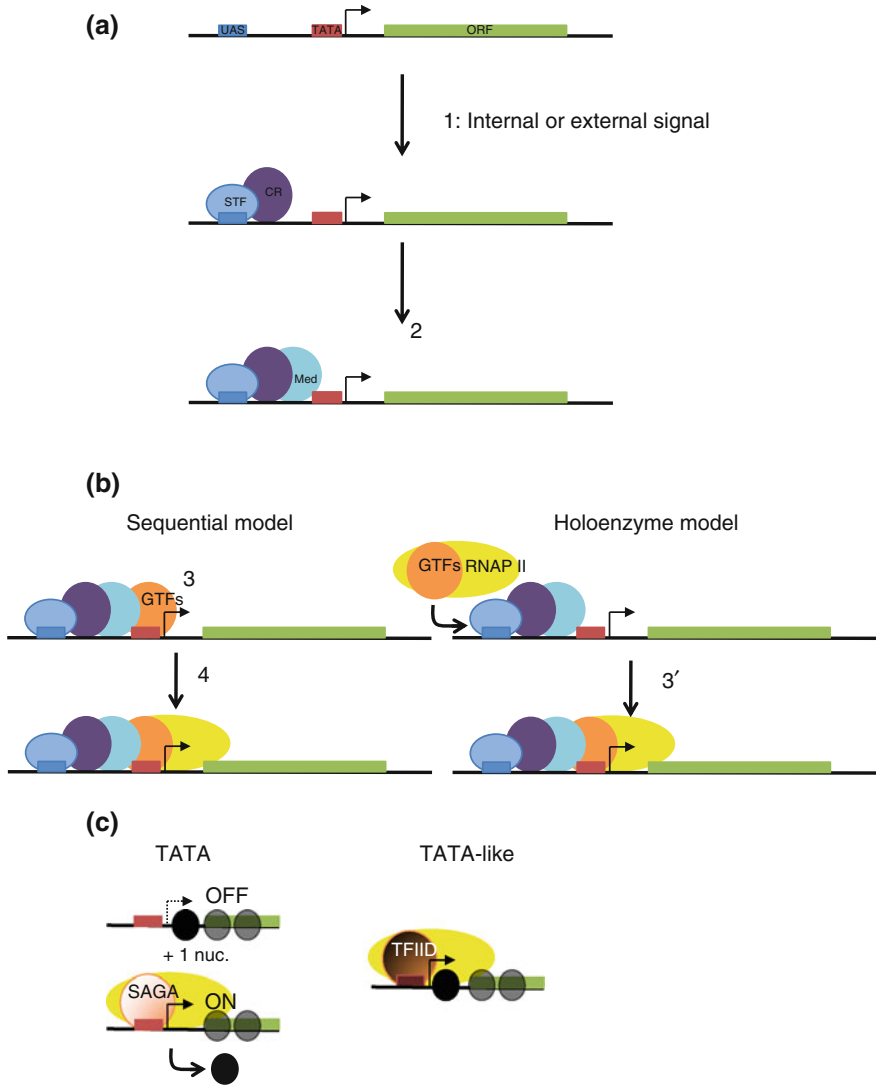 (a)
UAS TATA ORF
1: Internal or external signal
STF CR
2
Med
(b)
Sequential model Holoenzyme model
GTFs RNAP II
3
GTFs
4 3′
(c)
TATA TATA-like
OFF
+ 1 nuc.
TFIID
SAGA ON